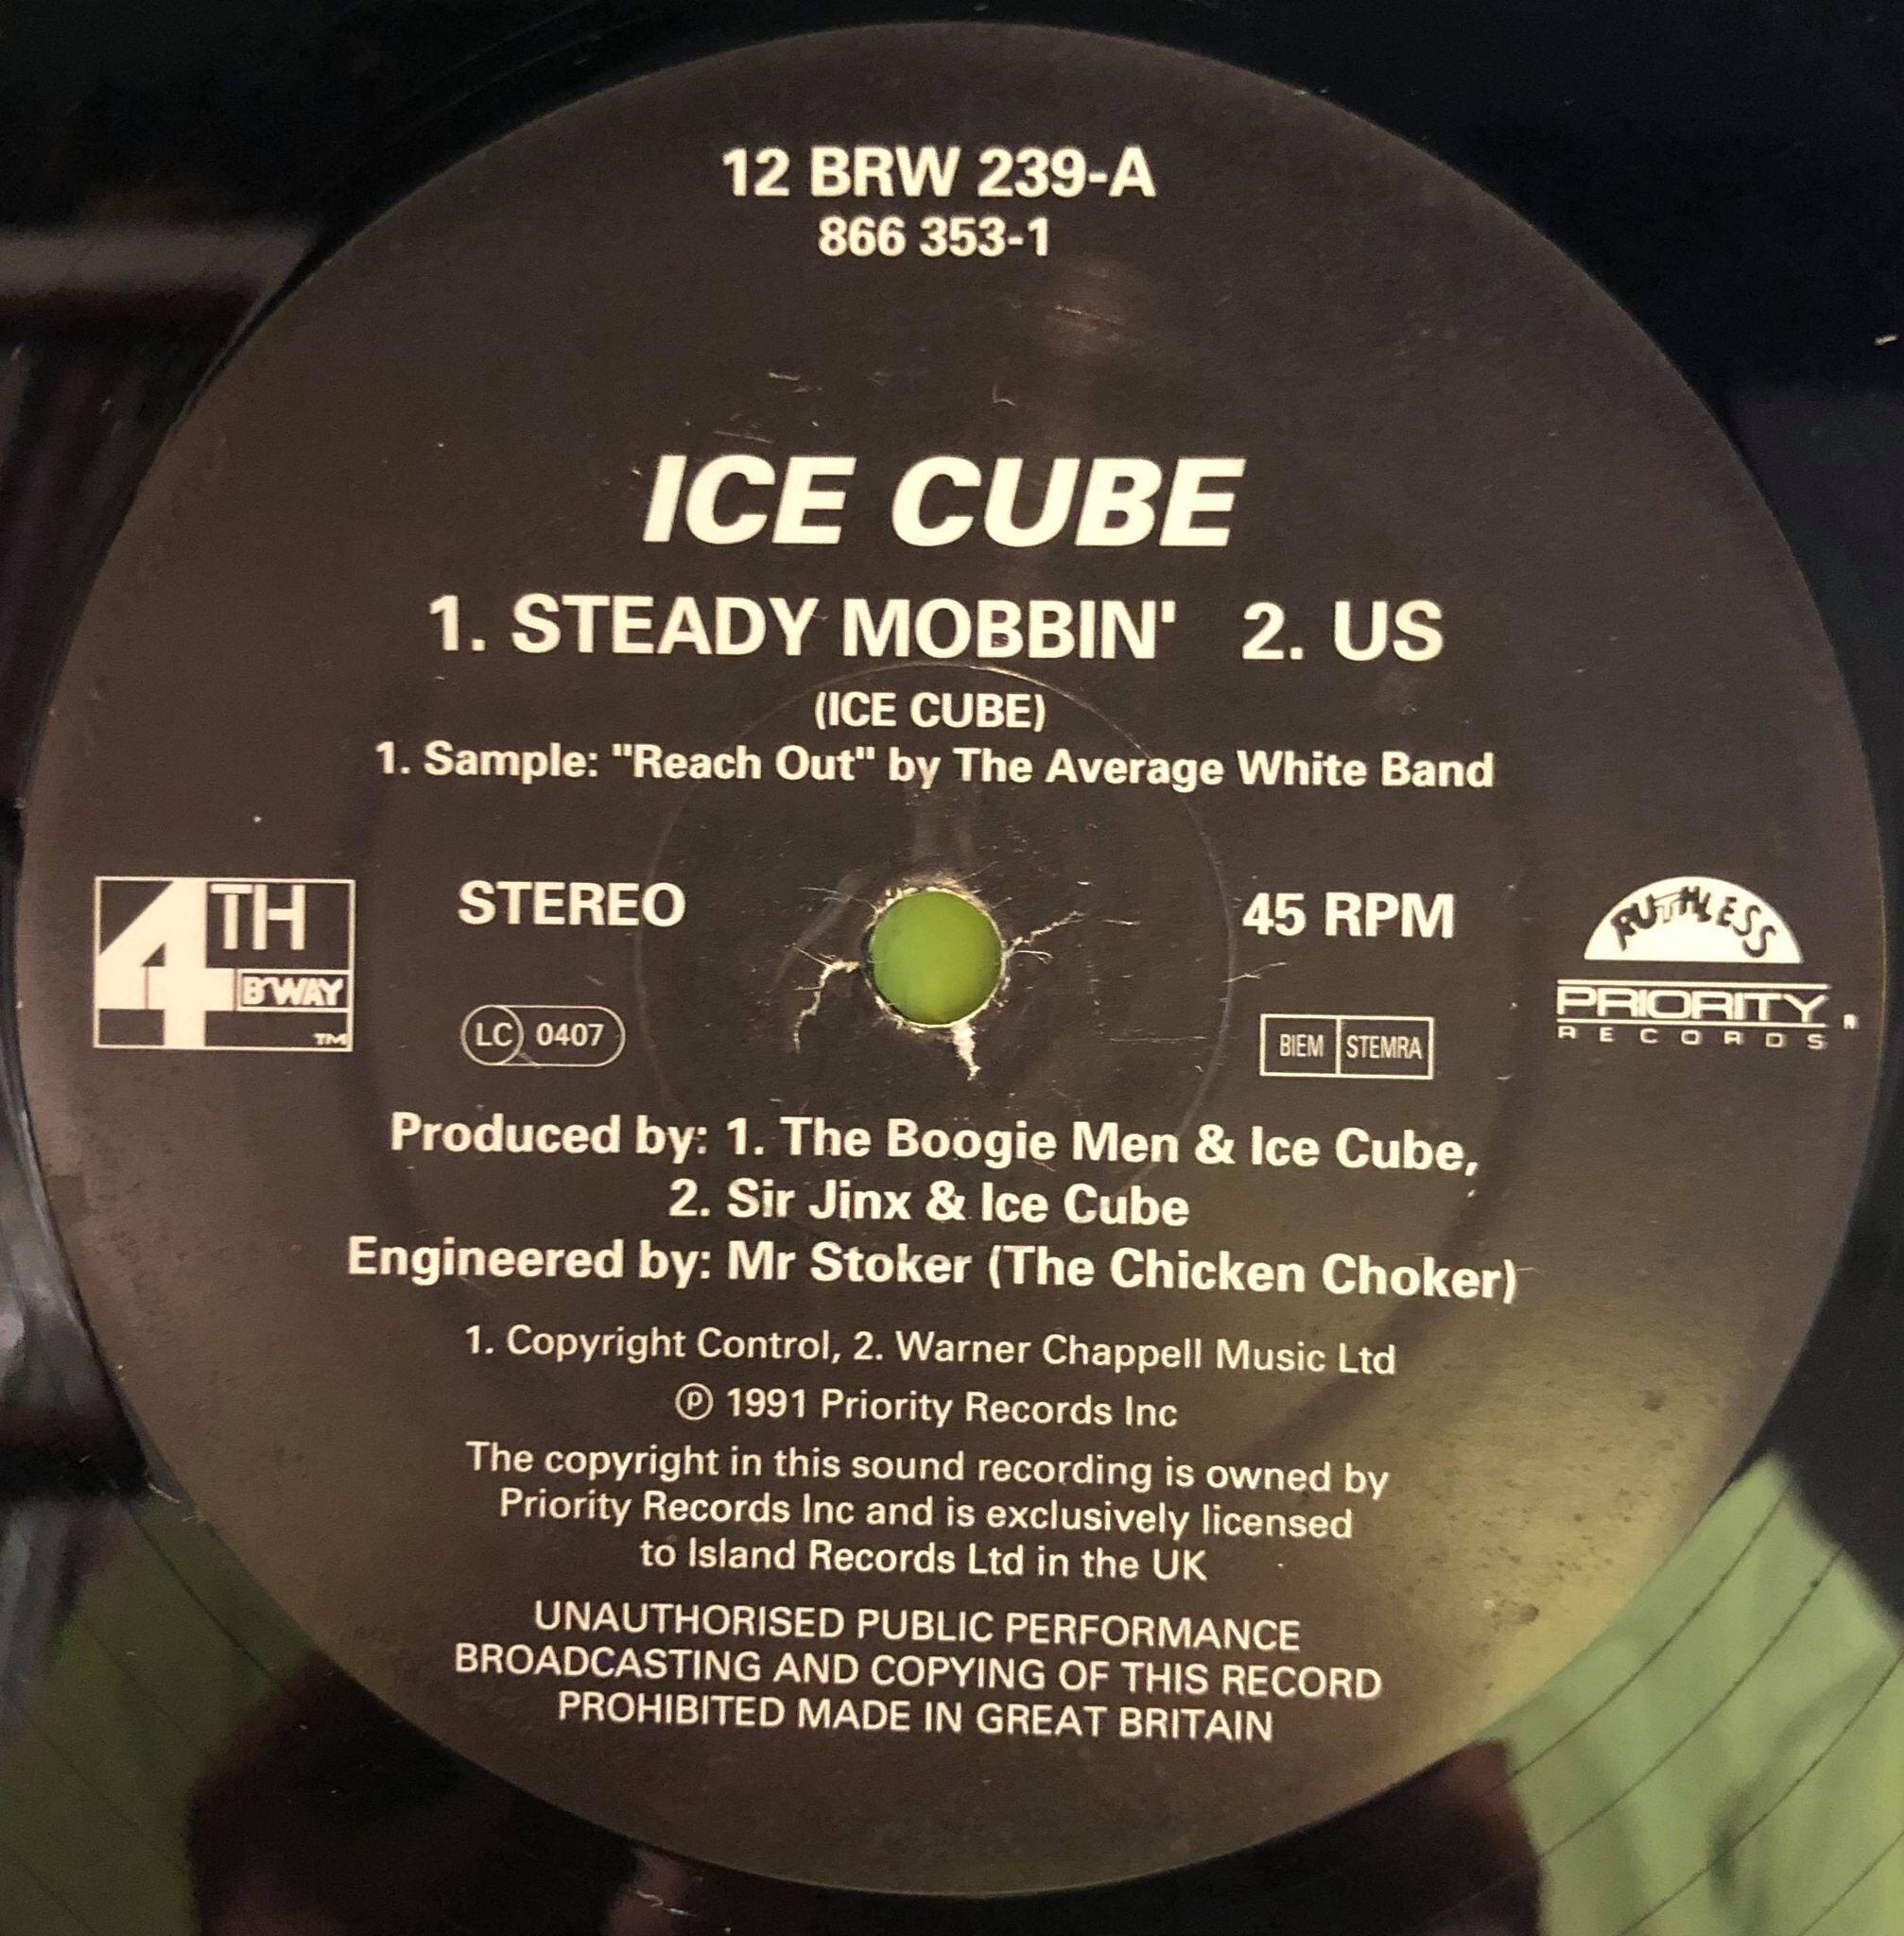 12 BRW 239-A
866 353-1
ICE CUBE
1. STEADY MOBBIN' 2. US
(ICE CUBE)
1. Sample: "Reach Out" by The Average White Band
4TH
B'WAY
TM
STEREO
LC 0407
45 RPM
BIEM STEMRA
RUTHLESS
PRIORITY
RECORDS
Produced by: 1. The Boogie Men & Ice Cube,
2. Sir Jinx & Ice Cube
Engineered by: Mr Stoker (The Chicken Choker)
1. Copyright Control, 2. Warner Chappell Music Ltd
℗ 1991 Priority Records Inc
The copyright in this sound recording is owned by
Priority Records Inc and is exclusively licensed
to Island Records Ltd in the UK
UNAUTHORISED PUBLIC PERFORMANCE
BROADCASTING AND COPYING OF THIS RECORD
PROHIBITED MADE IN GREAT BRITAIN